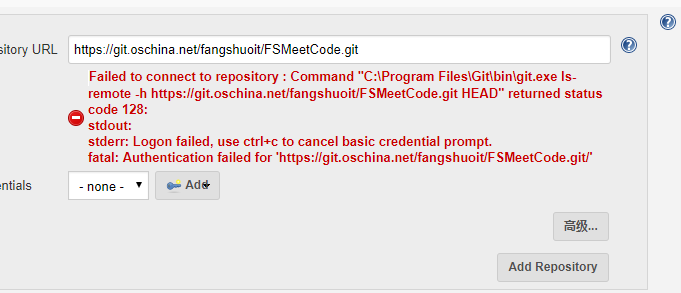 sitory URL
https://git.oschina.net/fangshuoit/FSMeetCode.git
Failed to connect to repository : Command "C:\Program Files\Git\bin\git.exe ls-
remote -h https://git.oschina.net/fangshuoit/FSMeetCode.git HEAD" returned status
code 128:
stdout:
stderr: Logon failed, use ctrl+c to cancel basic credential prompt.
fatal: Authentication failed for 'https://git.oschina.net/fangshuoit/FSMeetCode.git/'
entials
- none -
Add
高级...
Add Repository